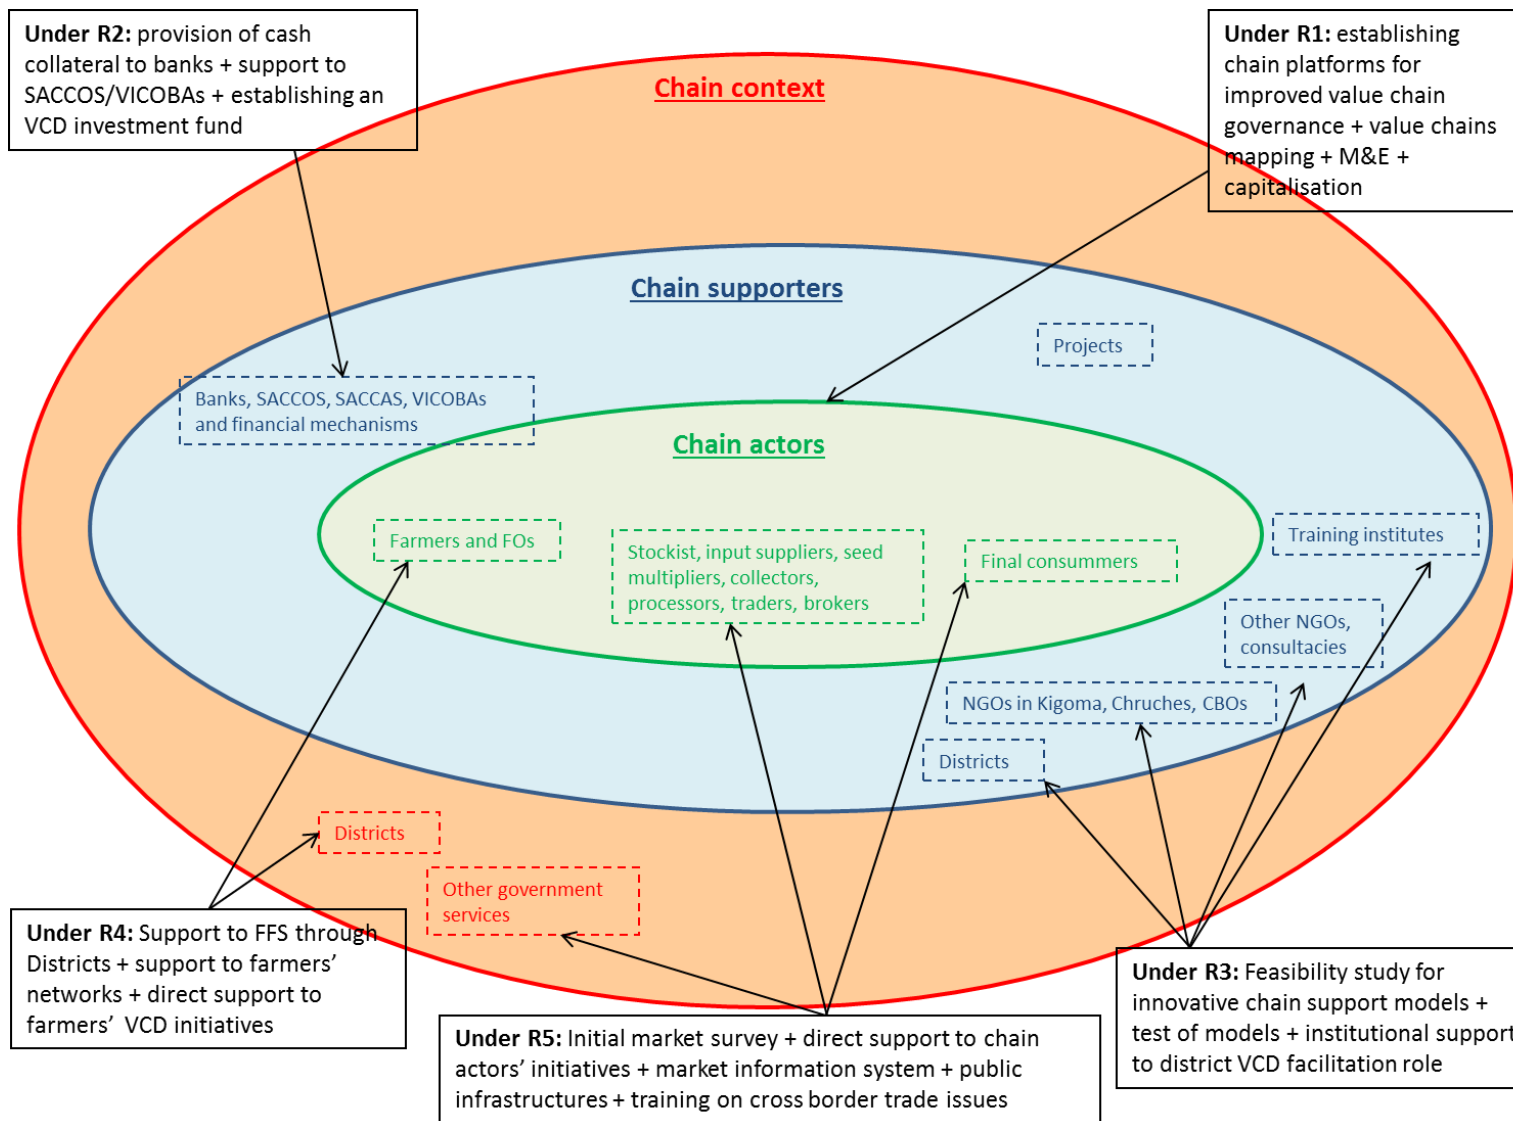 Under R2: provision of cash
collateral to banks + support to
SACCOS/VICOBAs + establishing an
VCD investment fund
Under R1: establishing
chain platforms for
improved value chain
governance + value chains
mapping + M&E +
capitalisation
Chain context
Chain supporters
Projects
Banks, SACCOS, SACCAS, VICOBAs
and financial mechanisms
Chain actors
Farmers and FOs
Stockist, input suppliers, seed
multipliers, collectors,
processors, traders, brokers
Final consummers
Training institutes
Other NGOs,
consultacies
NGOs in Kigoma, Chruches, CBOs
Districts
Districts
Other government
services
Under R4: Support to FFS through
Districts + support to farmers'
networks + direct support to
farmers'  VCD initiatives
Under R5: Initial market survey + direct support to chain
actors' initiatives + market information system + public
infrastructures + training on cross border trade issues
Under R3: Feasibility study for
innovative chain support models +
test of models + institutional support
to district VCD facilitation role